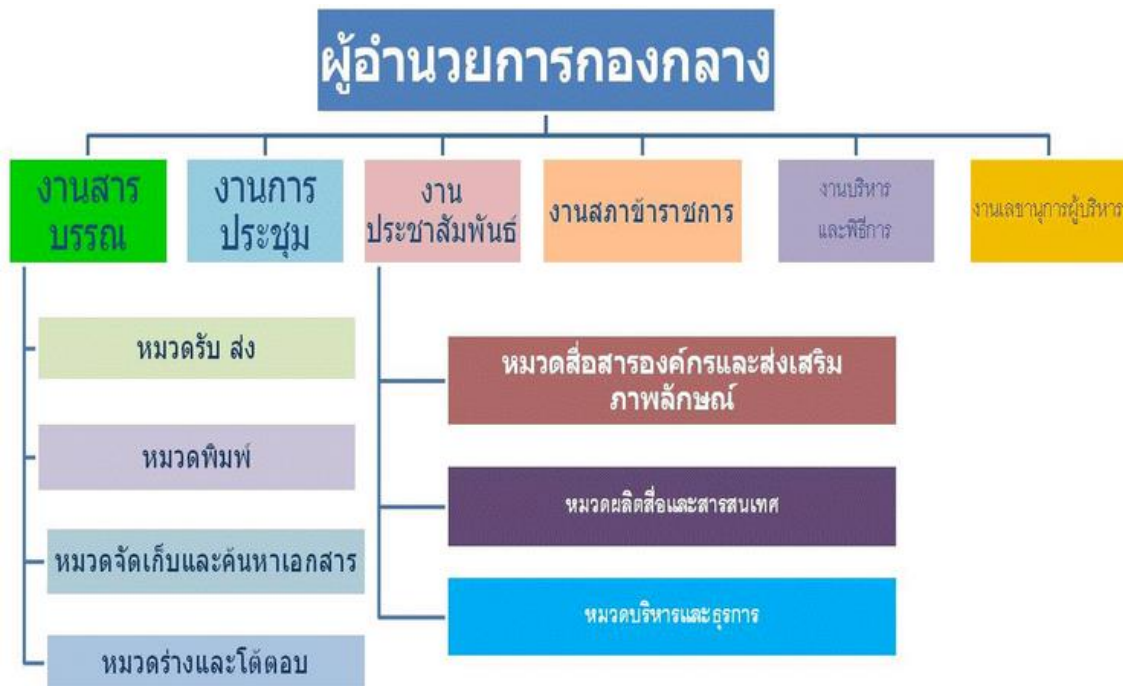 ผู้อำนวยการกองกลาง
งานสาร
บรรณ
งานการ
ประชุม
งาน
ประชาสัมพันธ์
งานสภาข้าราชการ
งานบริหาร
และพิธีการ
งานเลขานุการผู้บริหาร
หมวดรับ ส่ง
หมวดพิมพ์
หมวดจัดเก็บและค้นหาเอกสาร
หมวดร่างและโต้ตอบ
หมวดสื่อสารองค์กรและส่งเสริม
ภาพลักษณ์
หมวดผลิตสื่อและสารสนเทศ
หมวดบริหารและธุรการ